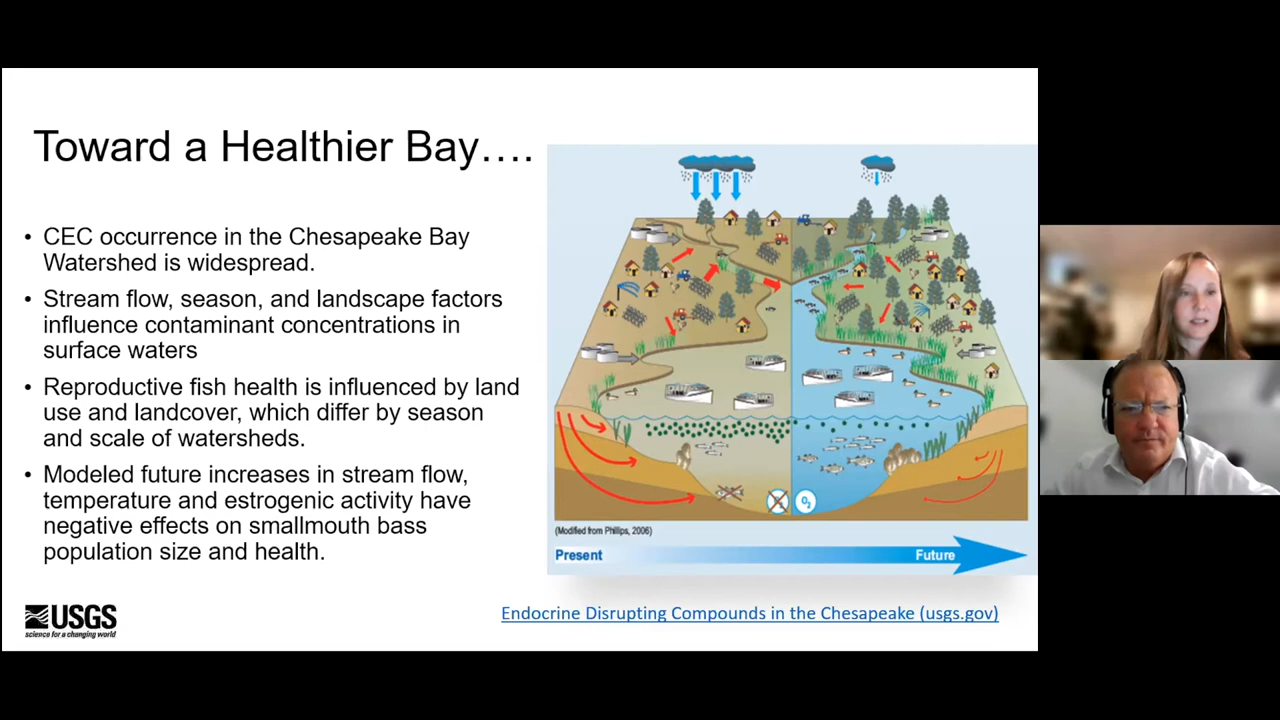 Toward a Healthier Bay….
• CEC occurrence in the Chesapeake Bay
Watershed is widespread.
• Stream flow, season, and landscape factors
influence contaminant concentrations in
surface waters
• Reproductive fish health is influenced by land
use and landcover, which differ by season
and scale of watersheds.
• Modeled future increases in stream flow,
temperature and estrogenic activity have
negative effects on smallmouth bass
population size and health.
O₂
(Modified from Phillips, 2006)
Present
Future
Endocrine Disrupting Compounds in the Chesapeake (usgs.gov)
USGS
science for a changing world